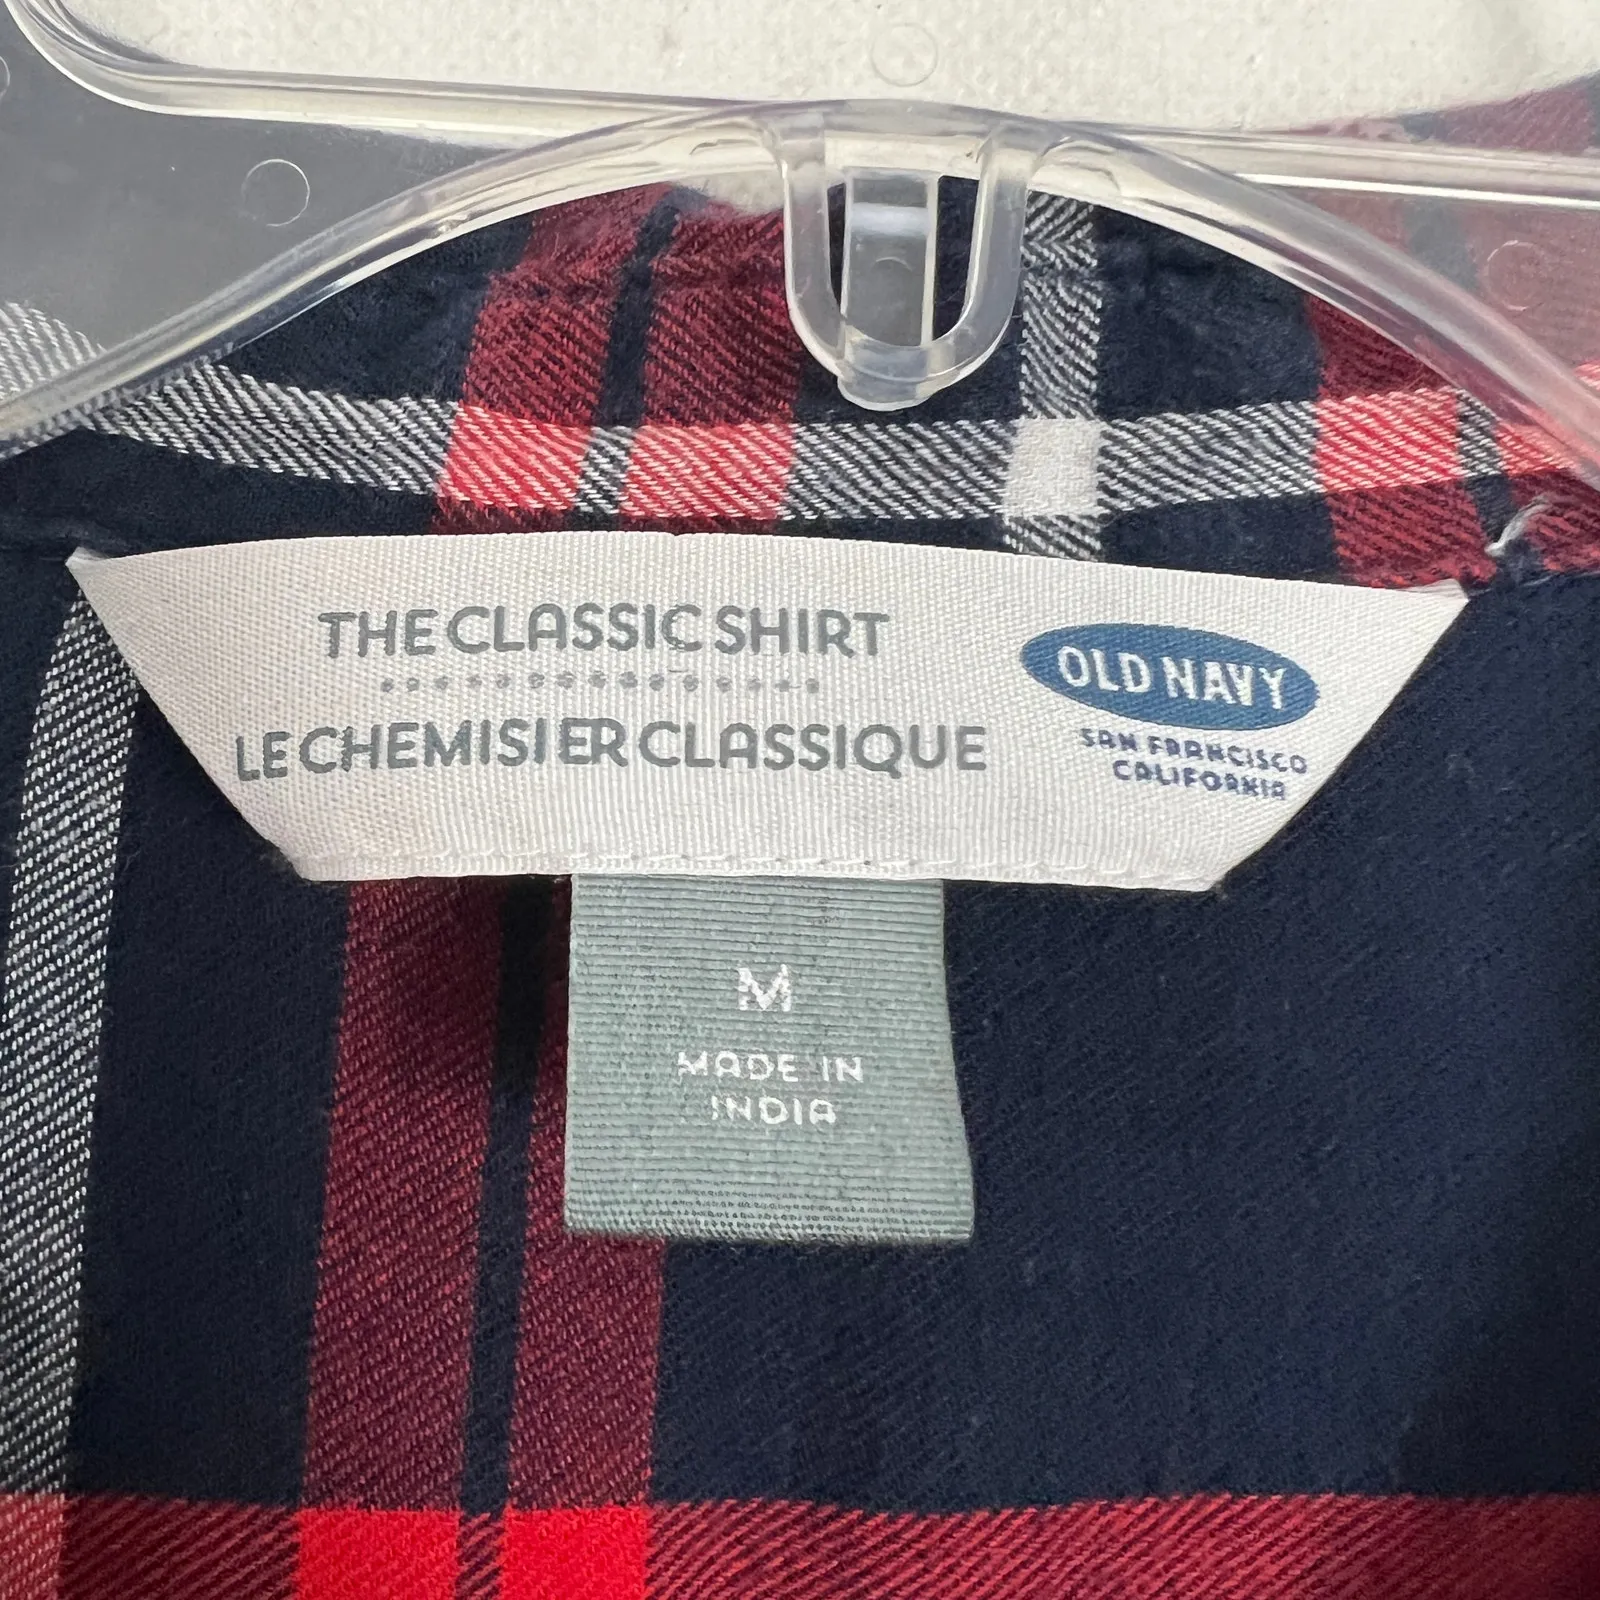 THE CLASSIC SHIRT
LE CHEMISIER CLASSIQUE
OLD NAVY
SAN FRANCISCO
CALIFORNIA
M
MADE IN
INDIA